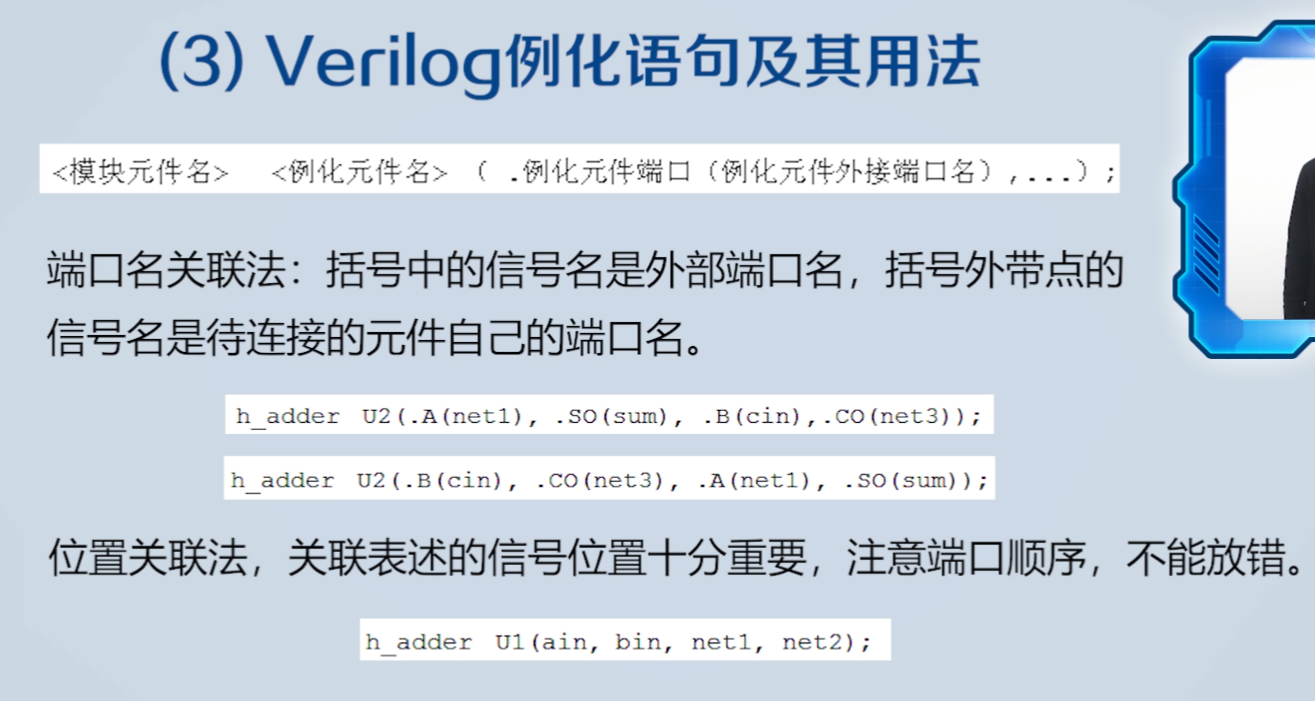 (3) Verilog例化语句及其用法
<模块元件名> <例化元件名> ( .例化元件端口（例化元件外接端口名）,...) ;
端口名关联法：括号中的信号名是外部端口名，括号外带点的
信号名是待连接的元件自己的端口名。
h_adder U2(.A(net1), .SO(sum), .B(cin),.CO(net3));
h_adder U2(.B(cin), .CO(net3), .A(net1), .SO(sum));
位置关联法，关联表述的信号位置十分重要，注意端口顺序，不能放错。
h_adder U1(ain, bin, net1, net2);